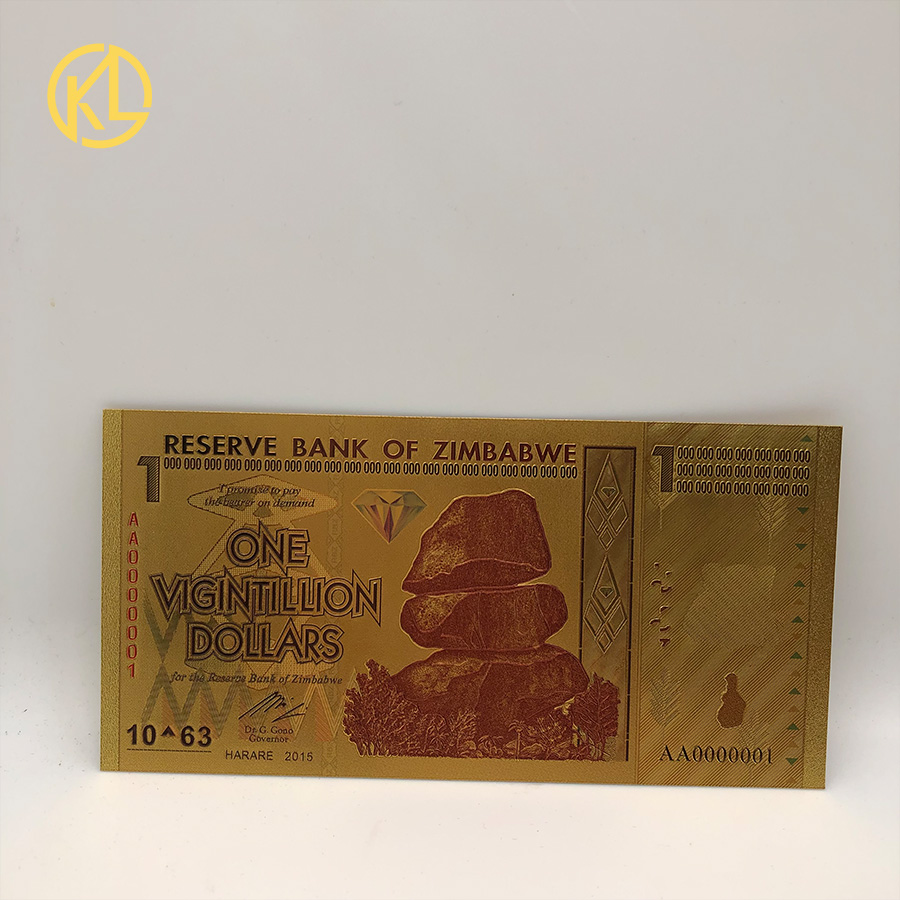 KL
RESERVE BANK OF ZIMBABWE
1 000 000 000 000 000 000 000 000 000 000 000 000 000 000 000 000 000 000 000
I promise to pay
the bearer on demand
ONE
VIGINTILLION
DOLLARS
for the Reserve Bank of Zimbabwe
Dr. G. Gono
Governor
HARARE 2015
10^63
AA0000001
1 000 000 000 000 000 000 000
000 000 000 000 000 000 000
000 000 000 000 000 000 000
AA0000001